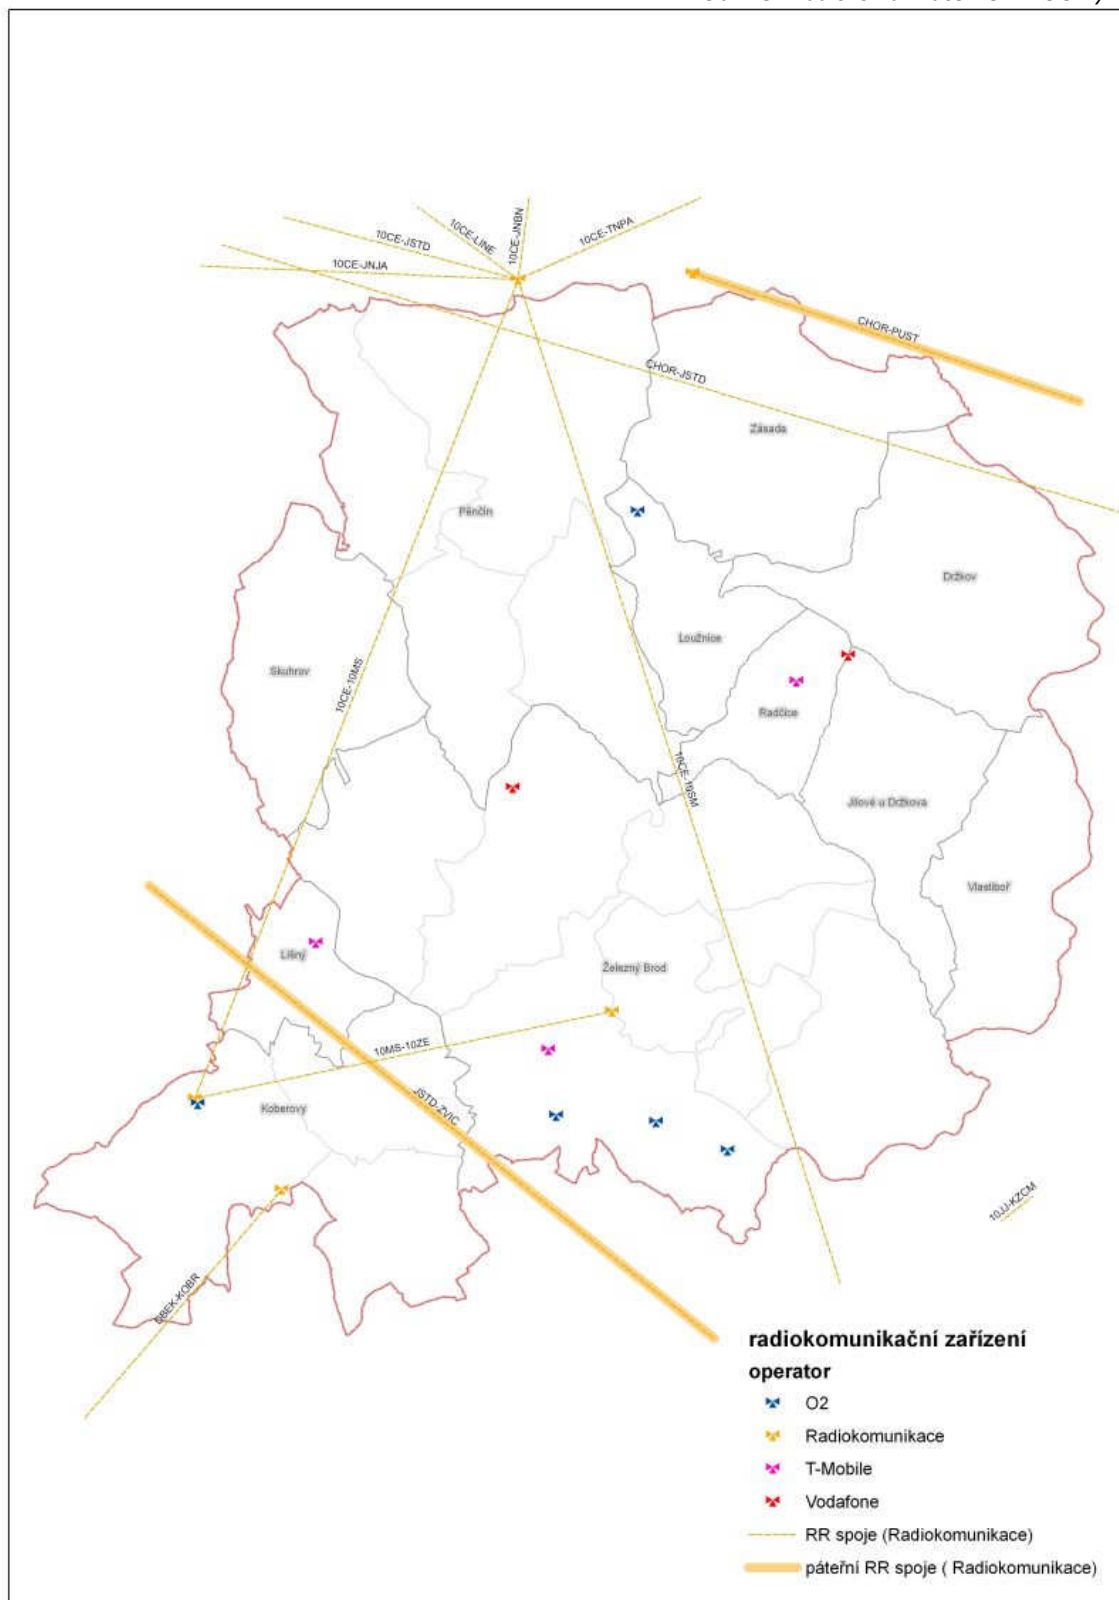 10CE-JNBN
10CE-TNPA
10CE-LINE
10CE-JSTD
10CE-JNJA
CHOR-PUST
CHOR-JSTD
Zásada
Pěnčín
Držkov
Loužnice
Skuhrov
10CE-10MS
Radčice
10CE-10SM
Jílové u Držkova
Vlastiboř
Líšný
Železný Brod
10MS-10ZE
JSTD-ZVIC
Koberovy
10JJ-KZCM
radiokomunikační zařízení
operator
O2
Radiokomunikace
T-Mobile
Vodafone
RR spoje (Radiokomunikace)
páteřní RR spoje ( Radiokomunikace)